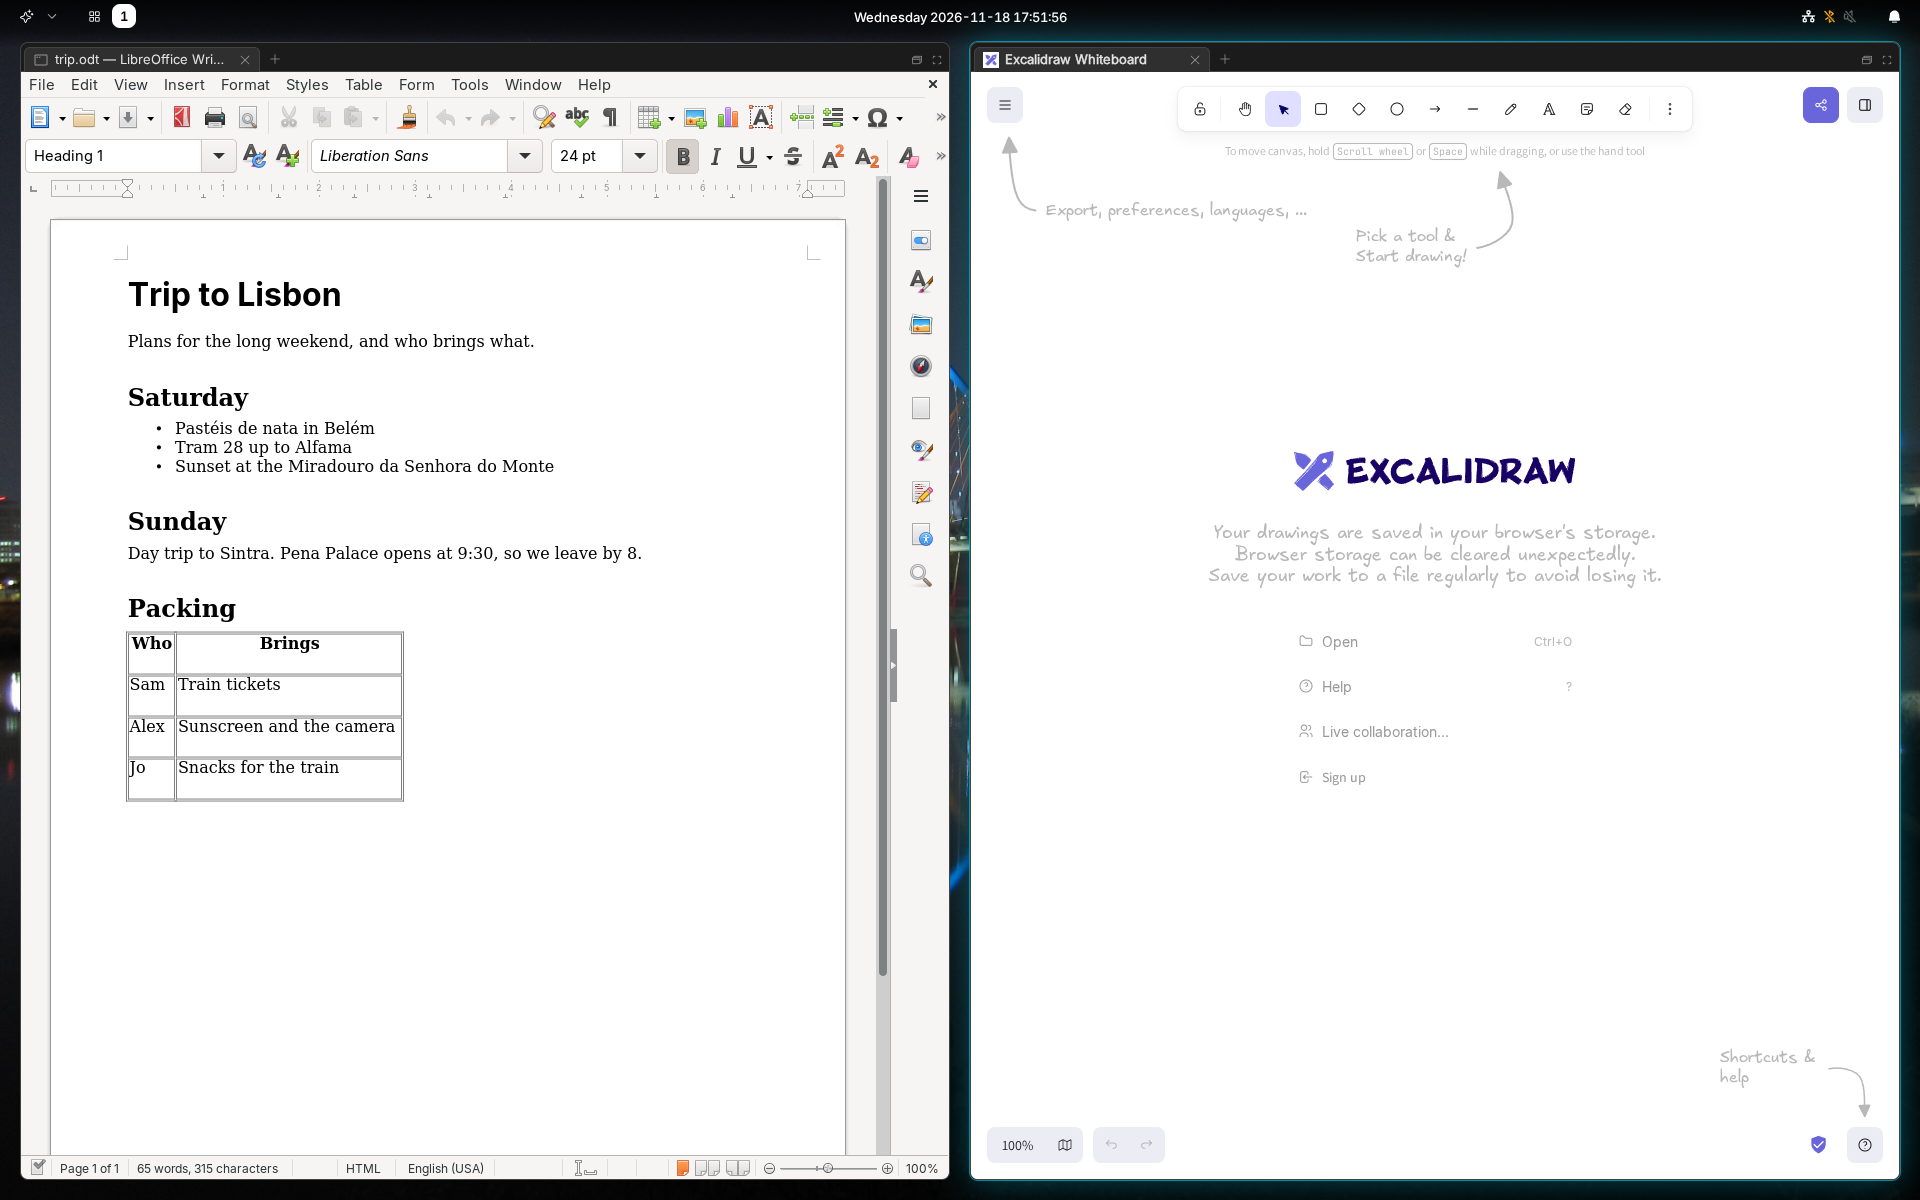 1
Wednesday 2026-11-18 17:51:56
trip.odt — LibreOffice Wri...
File Edit View Insert Format Styles Table Form Tools Window Help
Heading 1
Liberation Sans
24 pt
1 2 3 4 5 6 7
Trip to Lisbon
Plans for the long weekend, and who brings what.
Saturday
• Pastéis de nata in Belém
• Tram 28 up to Alfama
• Sunset at the Miradouro da Senhora do Monte
Sunday
Day trip to Sintra. Pena Palace opens at 9:30, so we leave by 8.
Packing
Who Brings
Sam Train tickets
Alex Sunscreen and the camera
Jo Snacks for the train
Page 1 of 1 65 words, 315 characters HTML English (USA) 100%
Excalidraw Whiteboard
To move canvas, hold Scroll wheel or Space while dragging, or use the hand tool
Export, preferences, languages, ...
Pick a tool &
Start drawing!
EXCALIDRAW
Your drawings are saved in your browser's storage.
Browser storage can be cleared unexpectedly.
Save your work to a file regularly to avoid losing it.
Open Ctrl+O
Help ?
Live collaboration...
Sign up
Shortcuts &
help
100%